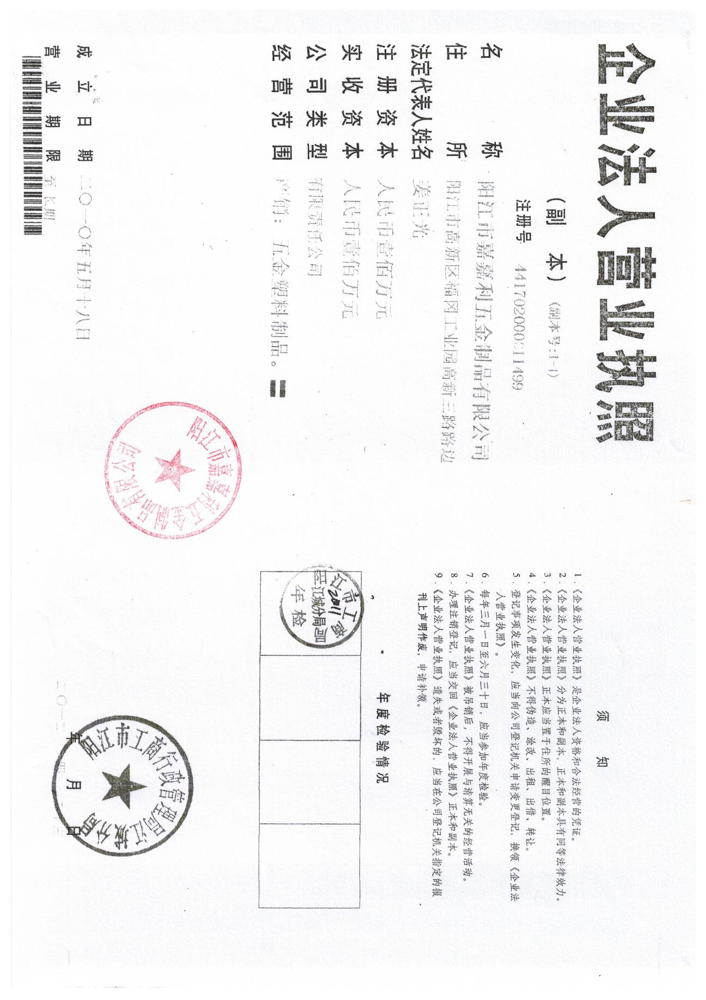 企业法人营业执照
(副 本) (副本号:1-1)
注册号 441702000011499
名称 阳江市嘉嘉利五金制品有限公司
住所 阳江市高新区福冈工业园高新三路路边
法定代表人姓名 姜正光
注册资本 人民币壹佰万元
实收资本 人民币壹佰万元
公司类型 有限责任公司
经营范围 产销:五金塑料制品。
成立日期 二〇一〇年五月十八日
营业期限 至长期
阳江市嘉嘉利五金制品有限公司
须 知
1.《企业法人营业执照》是企业法人资格和合法经营的凭证。
2.《企业法人营业执照》分为正本和副本,正本和副本具有同等法律效力。
3.《企业法人营业执照》正本应当置于住所的醒目位置。
4.《企业法人营业执照》不得伪造、涂改、出租、出借、转让。
5.登记事项发生变化,应当向公司登记机关申请变更登记,换领《企业法
人营业执照》。
6.每年三月一日至六月三十日,应当参加年度检验。
7.《企业法人营业执照》被吊销后,不得开展与清算无关的经营活动。
8.办理注销登记,应当交回《企业法人营业执照》正本和副本。
9.《企业法人营业执照》遗失或者毁坏的,应当在公司登记机关指定的报
刊上声明作废,申请补领。
年度检验情况
江市工商
2011
江城分局
年检
阳江市工商行政管理局江城分局
年 月 日